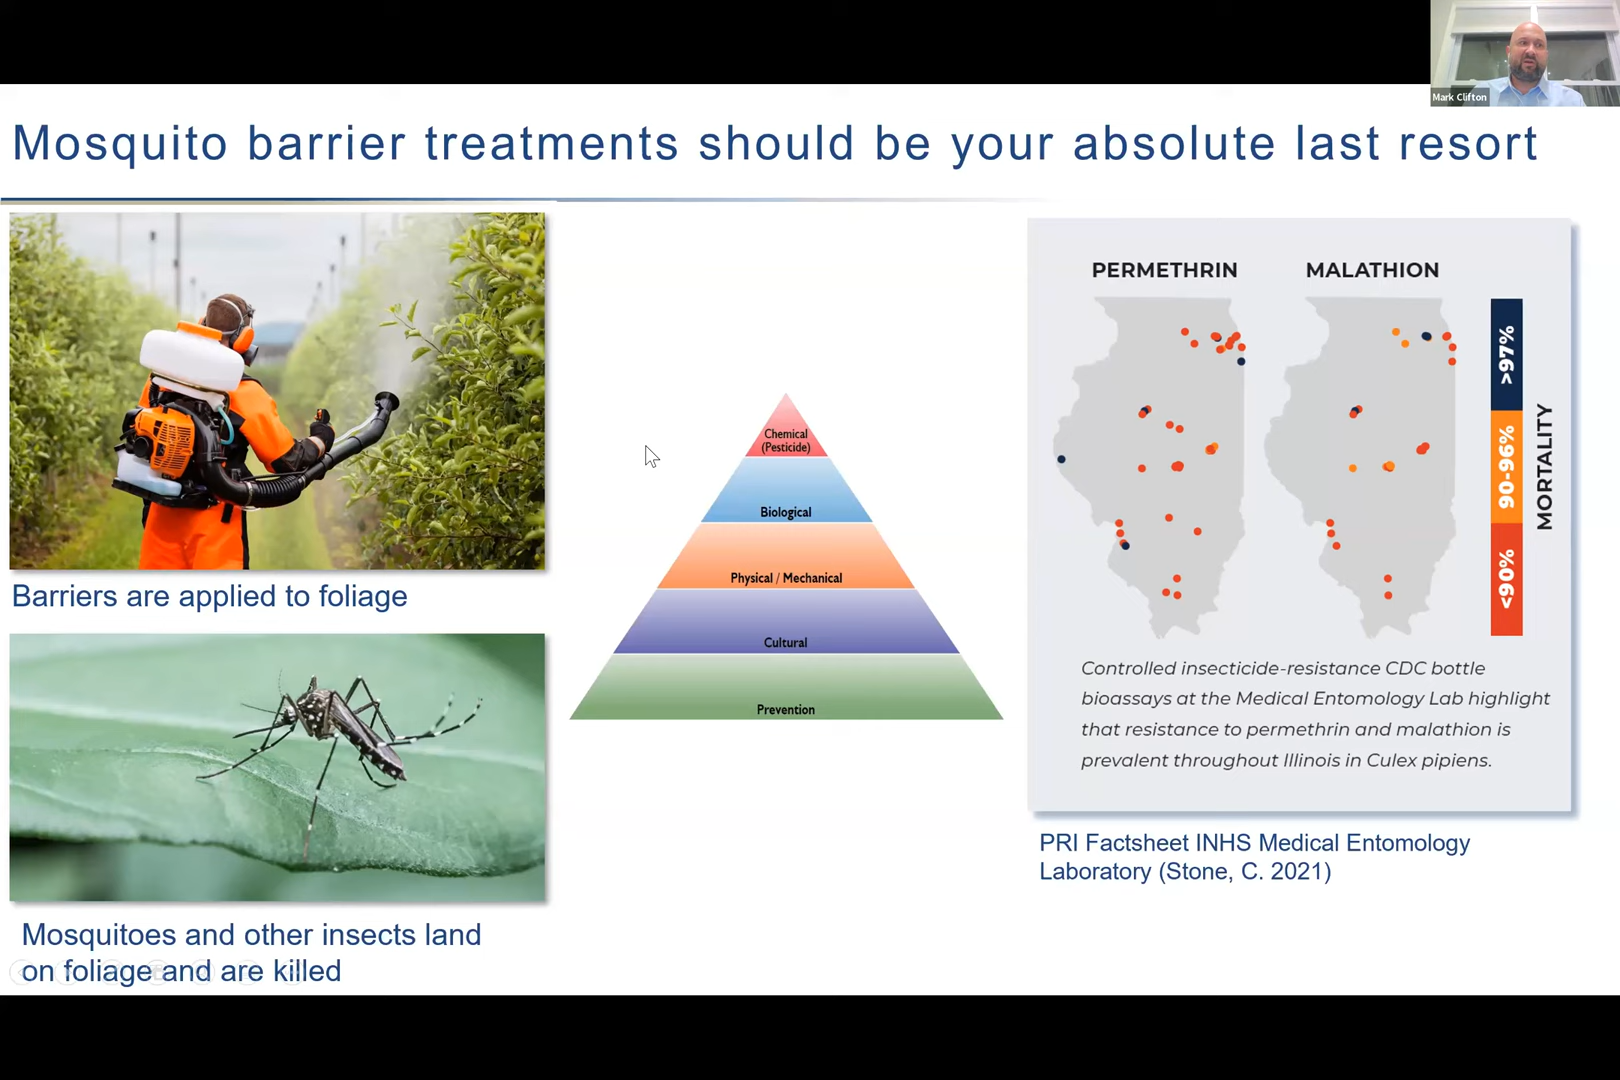 Mark Clifton
Mosquito barrier treatments should be your absolute last resort
Barriers are applied to foliage
Mosquitoes and other insects land
on foliage and are killed
Chemical
(Pesticide)
Biological
Physical / Mechanical
Cultural
Prevention
PERMETHRIN
MALATHION
>97%
90-96%
<90%
MORTALITY
Controlled insecticide-resistance CDC bottle
bioassays at the Medical Entomology Lab highlight
that resistance to permethrin and malathion is
prevalent throughout Illinois in Culex pipiens.
PRI Factsheet INHS Medical Entomology
Laboratory (Stone, C. 2021)